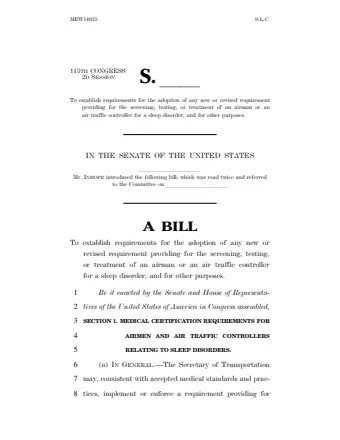 MEW14025 S.L.C.
113TH CONGRESS
2D SESSION
S. ______
To establish requirements for the adoption of any new or revised requirement
providing for the screening, testing, or treatment of an airman or an
air traffic controller for a sleep disorder, and for other purposes.
IN THE SENATE OF THE UNITED STATES
Mr. INHOFE introduced the following bill; which was read twice and referred
to the Committee on ____________
A BILL
To establish requirements for the adoption of any new or
revised requirement providing for the screening, testing,
or treatment of an airman or an air traffic controller
for a sleep disorder, and for other purposes.
1 Be it enacted by the Senate and House of Representa-
2 tives of the United States of America in Congress assembled,
3 SECTION 1. MEDICAL CERTIFICATION REQUIREMENTS FOR
4 AIRMEN AND AIR TRAFFIC CONTROLLERS
5 RELATING TO SLEEP DISORDERS.
6 (a) IN GENERAL.—The Secretary of Transportation
7 may, consistent with accepted medical standards and prac-
8 tices, implement or enforce a requirement providing for